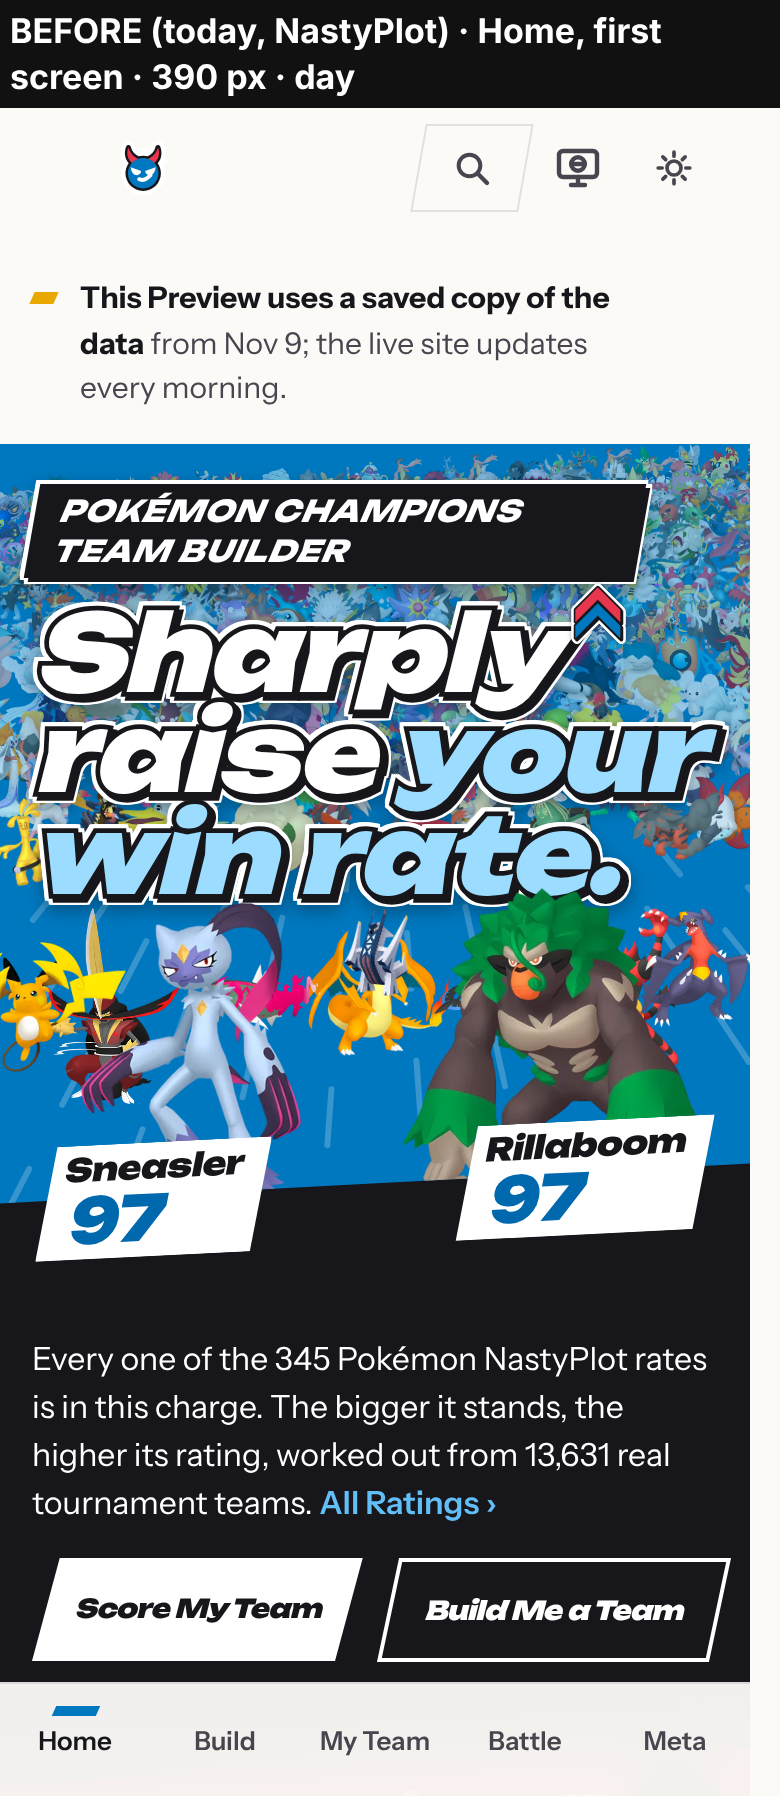 BEFORE (today, NastyPlot) · Home, first
screen · 390 px · day
This Preview uses a saved copy of the
data from Nov 9; the live site updates
every morning.
POKÉMON CHAMPIONS
TEAM BUILDER
Sharply
raise your
win rate.
Sneasler
97
Rillaboom
97
Every one of the 345 Pokémon NastyPlot rates
is in this charge. The bigger it stands, the
higher its rating, worked out from 13,631 real
tournament teams. All Ratings ›
Score My Team
Build Me a Team
Home
Build
My Team
Battle
Meta